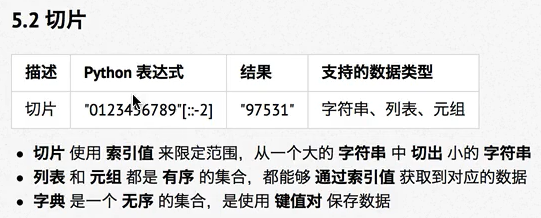 5.2 切片
描述 Python 表达式 结果 支持的数据类型
切片 "0123456789"[::-2] "97531" 字符串、列表、元组
• 切片 使用 索引值 来限定范围，从一个大的 字符串 中 切出 小的 字符串
• 列表 和 元组 都是 有序 的集合，都能够 通过索引值 获取到对应的数据
• 字典 是一个 无序 的集合，是使用 键值对 保存数据